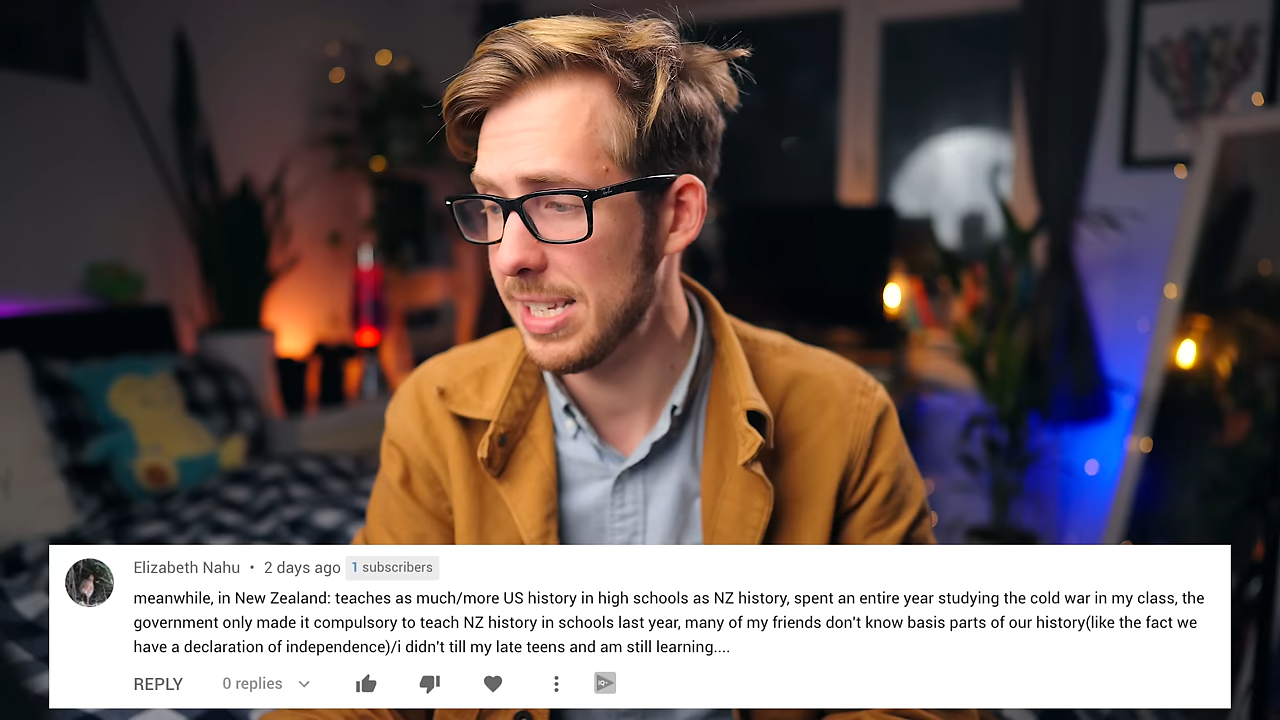 Elizabeth Nahu • 2 days ago 1 subscribers
meanwhile, in New Zealand: teaches as much/more US history in high schools as NZ history, spent an entire year studying the cold war in my class, the
government only made it compulsory to teach NZ history in schools last year, many of my friends don't know basis parts of our history(like the fact we
have a declaration of independence)/i didn't till my late teens and am still learning....
REPLY 0 replies